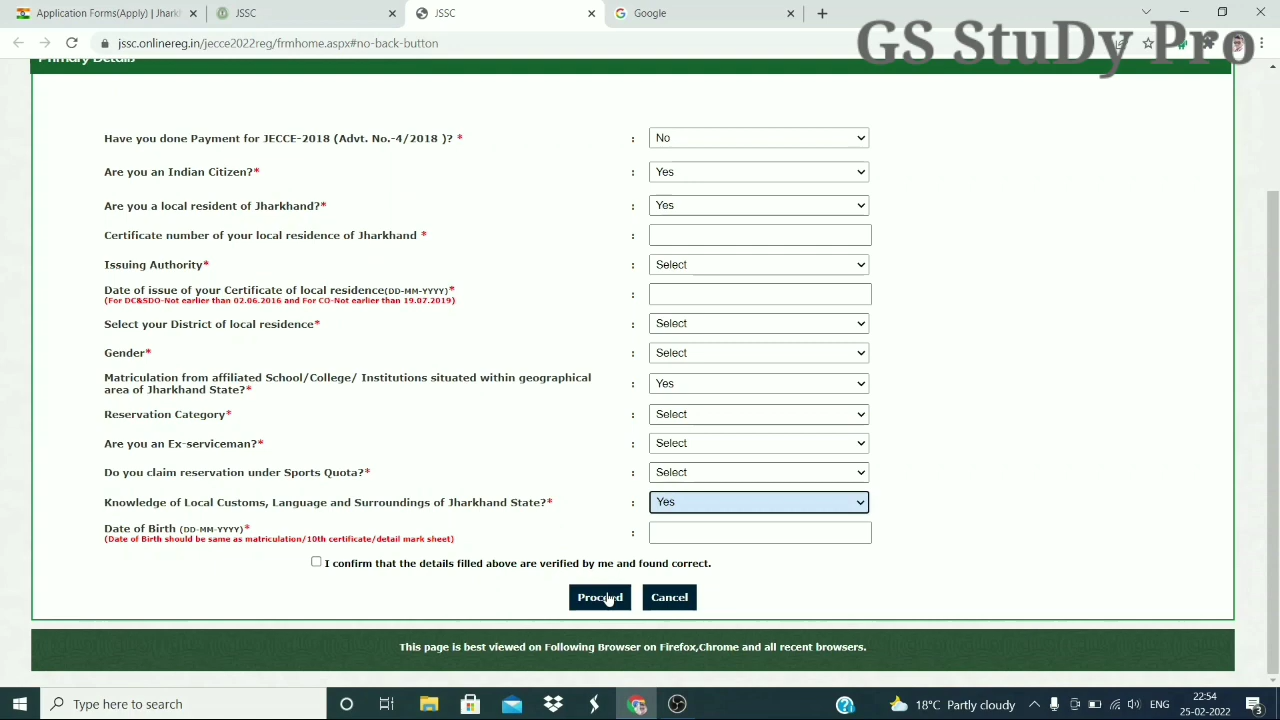 Application Forms(Apply) | Jharkh
JSSC
JSSC
Google
jssc.onlinereg.in/jecce2022reg/frmhome.aspx#no-back-button
GS StuDy Pro
Primary Details
Have you done Payment for JECCE-2018 (Advt. No.-4/2018 )? * : No
Are you an Indian Citizen?* : Yes
Are you a local resident of Jharkhand?* : Yes
Certificate number of your local residence of Jharkhand * :
Issuing Authority* : Select
Date of issue of your Certificate of local residence(DD-MM-YYYY)* :
(For DC&SDO-Not earlier than 02.06.2016 and For CO-Not earlier than 19.07.2019)
Select your District of local residence* : Select
Gender* : Select
Matriculation from affiliated School/College/ Institutions situated within geographical
area of Jharkhand State?* : Yes
Reservation Category* : Select
Are you an Ex-serviceman?* : Select
Do you claim reservation under Sports Quota?* : Select
Knowledge of Local Customs, Language and Surroundings of Jharkhand State?* : Yes
Date of Birth (DD-MM-YYYY)* :
(Date of Birth should be same as matriculation/10th certificate/detail mark sheet)
I confirm that the details filled above are verified by me and found correct.
Proceed Cancel
This page is best viewed on Following Browser on Firefox,Chrome and all recent browsers.
Type here to search
18°C Partly cloudy
ENG
22:54
25-02-2022
3